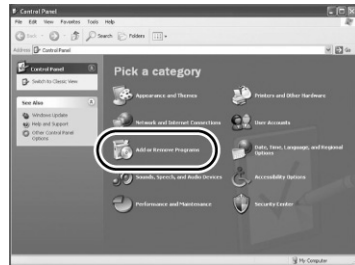 Control Panel
File Edit View Favorites Tools Help
Back Search Folders
Address Control Panel Go
Control Panel
Switch to Classic View
See Also
Windows Update
Help and Support
Other Control Panel
Options
Pick a category
Appearance and Themes
Printers and Other Hardware
Network and Internet Connections
User Accounts
Add or Remove Programs
Date, Time, Language, and Regional
Options
Sounds, Speech, and Audio Devices
Accessibility Options
Performance and Maintenance
Security Center
My Computer